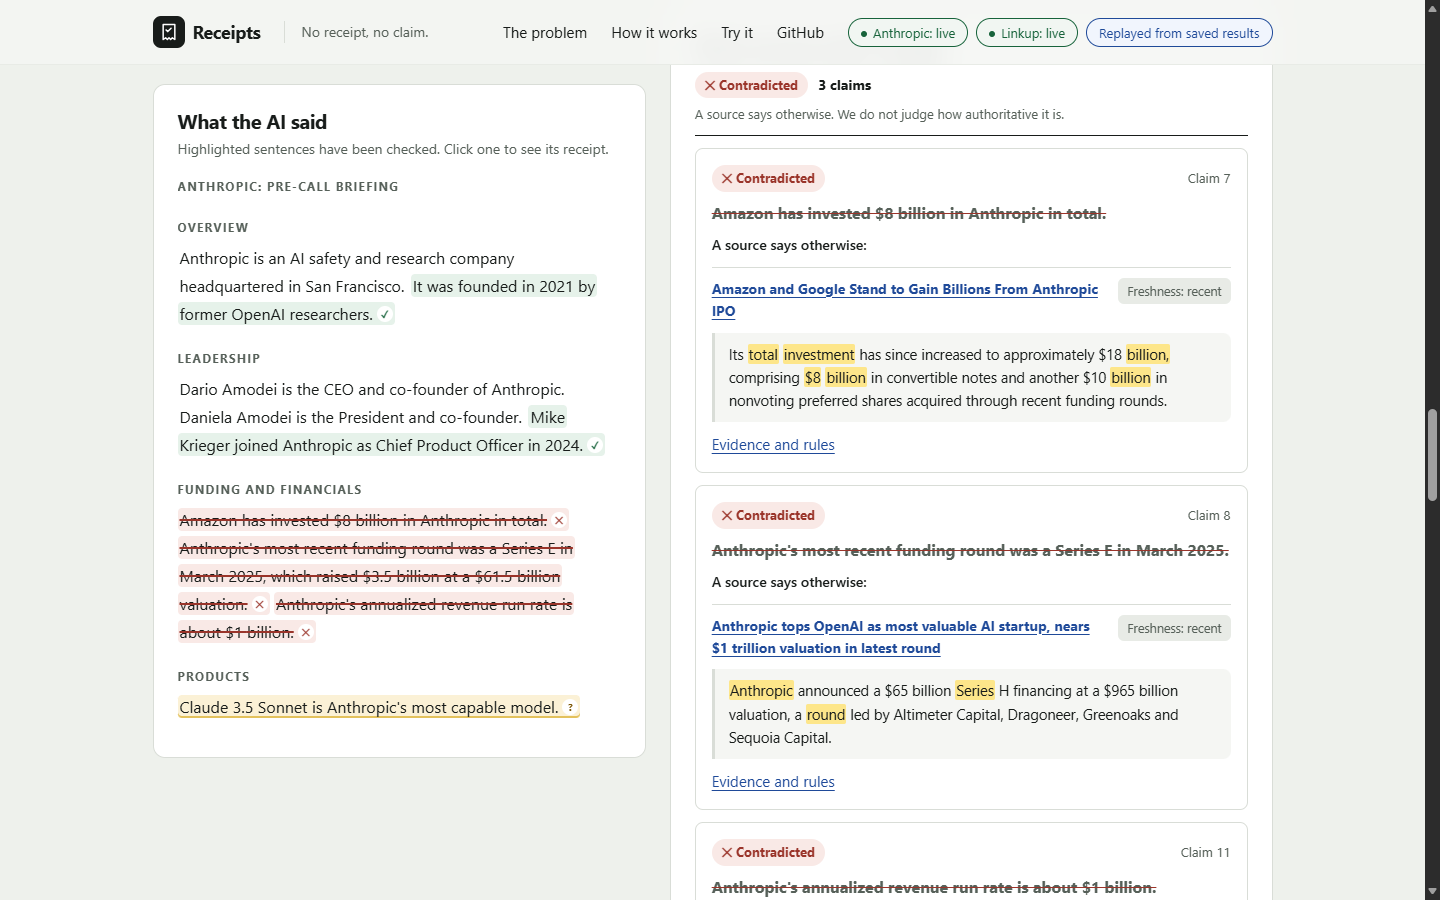 Receipts
No receipt, no claim.
The problem
How it works
Try it
GitHub
Anthropic: live
Linkup: live
Replayed from saved results
What the AI said
Highlighted sentences have been checked. Click one to see its receipt.
ANTHROPIC: PRE-CALL BRIEFING
OVERVIEW
Anthropic is an AI safety and research company
headquartered in San Francisco. It was founded in 2021 by
former OpenAI researchers. ✓
LEADERSHIP
Dario Amodei is the CEO and co-founder of Anthropic.
Daniela Amodei is the President and co-founder. Mike
Krieger joined Anthropic as Chief Product Officer in 2024. ✓
FUNDING AND FINANCIALS
Amazon has invested $8 billion in Anthropic in total. ×
Anthropic's most recent funding round was a Series E in
March 2025, which raised $3.5 billion at a $61.5 billion
valuation. × Anthropic's annualized revenue run rate is
about $1 billion. ×
PRODUCTS
Claude 3.5 Sonnet is Anthropic's most capable model. ?
× Contradicted 3 claims
A source says otherwise. We do not judge how authoritative it is.
× Contradicted
Claim 7
Amazon has invested $8 billion in Anthropic in total.
A source says otherwise:
Amazon and Google Stand to Gain Billions From Anthropic
IPO
Freshness: recent
Its total investment has since increased to approximately $18 billion,
comprising $8 billion in convertible notes and another $10 billion in
nonvoting preferred shares acquired through recent funding rounds.
Evidence and rules
× Contradicted
Claim 8
Anthropic's most recent funding round was a Series E in March 2025.
A source says otherwise:
Anthropic tops OpenAI as most valuable AI startup, nears
$1 trillion valuation in latest round
Freshness: recent
Anthropic announced a $65 billion Series H financing at a $965 billion
valuation, a round led by Altimeter Capital, Dragoneer, Greenoaks and
Sequoia Capital.
Evidence and rules
× Contradicted
Claim 11
Anthropic's annualized revenue run rate is about $1 billion.